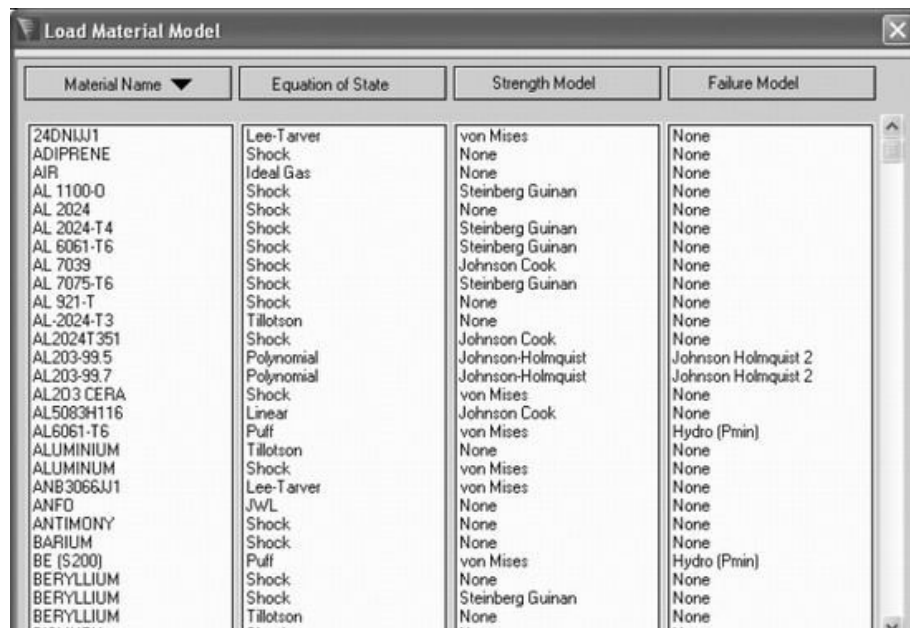 Load Material Model
Material Name Equation of State Strength Model Failure Model
24DNIJJ1 Lee-Tarver von Mises None
ADIPRENE Shock None None
AIR Ideal Gas None None
AL 1100-O Shock Steinberg Guinan None
AL 2024 Shock None None
AL 2024-T4 Shock Steinberg Guinan None
AL 6061-T6 Shock Steinberg Guinan None
AL 7039 Shock Johnson Cook None
AL 7075-T6 Shock Steinberg Guinan None
AL 921-T Shock None None
AL-2024-T3 Tillotson None None
AL2024T351 Shock Johnson Cook None
AL203-99.5 Polynomial Johnson-Holmquist Johnson Holmquist 2
AL203-99.7 Polynomial Johnson-Holmquist Johnson Holmquist 2
AL2O3 CERA Shock von Mises None
AL5083H116 Linear Johnson Cook None
AL6061-T6 Puff von Mises Hydro (Pmin)
ALUMINIUM Tillotson None None
ALUMINUM Shock von Mises None
ANB3066JJ1 Lee-Tarver von Mises None
ANFO JWL None None
ANTIMONY Shock None None
BARIUM Shock None None
BE (S200) Puff von Mises Hydro (Pmin)
BERYLLIUM Shock None None
BERYLLIUM Shock Steinberg Guinan None
BERYLLIUM Tillotson None None